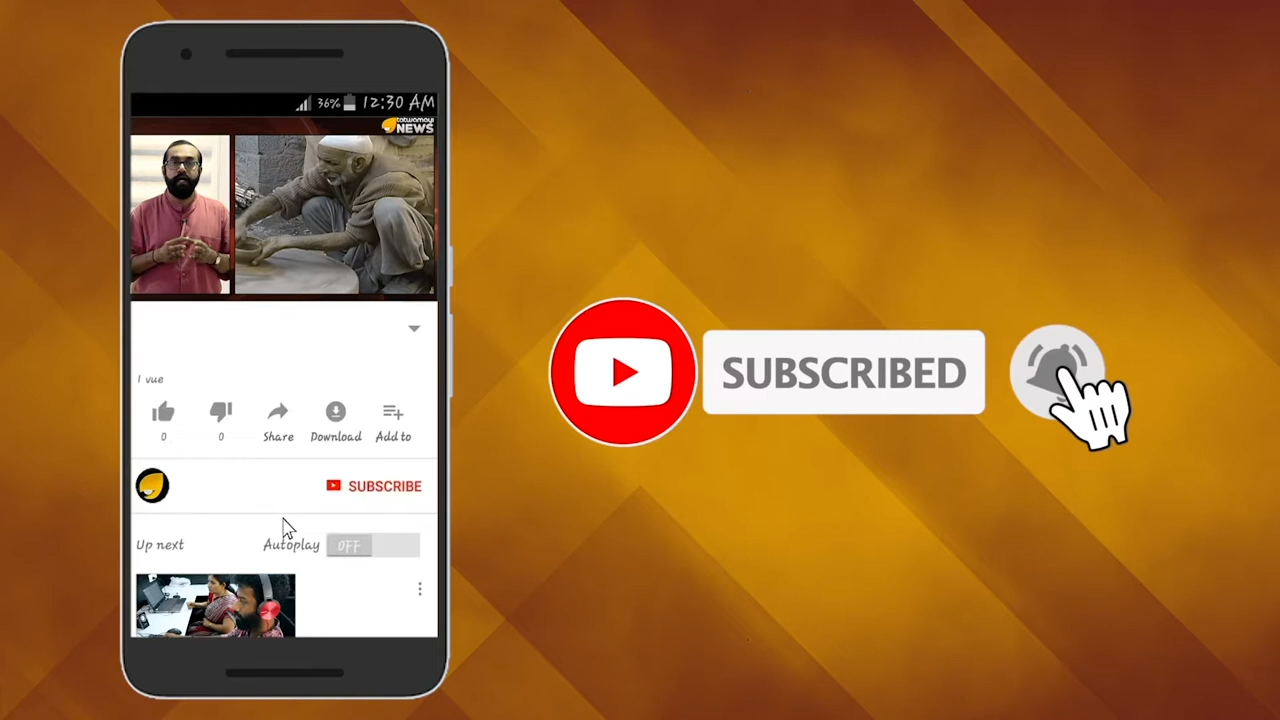 36% 12:30 AM
tatwamayi
NEWS
1 vue
0 0 Share Download Add to
SUBSCRIBE
Up next Autoplay OFF
SUBSCRIBED